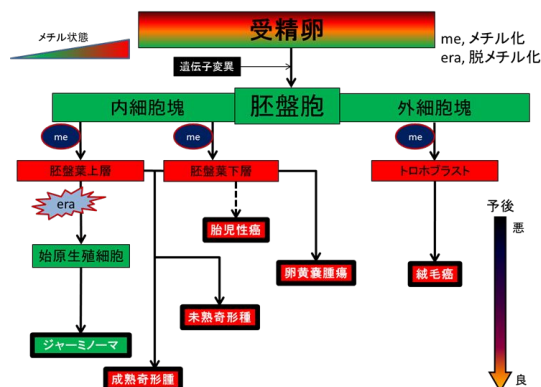 受精卵
メチル状態
me, メチル化
era, 脱メチル化
遺伝子変異
内細胞塊
胚盤胞
外細胞塊
me
me
me
胚盤葉上層
胚盤葉下層
トロホブラスト
era
予後
悪
胎児性癌
始原生殖細胞
卵黄嚢腫瘍
絨毛癌
未熟奇形種
ジャーミノーマ
成熟奇形腫
良